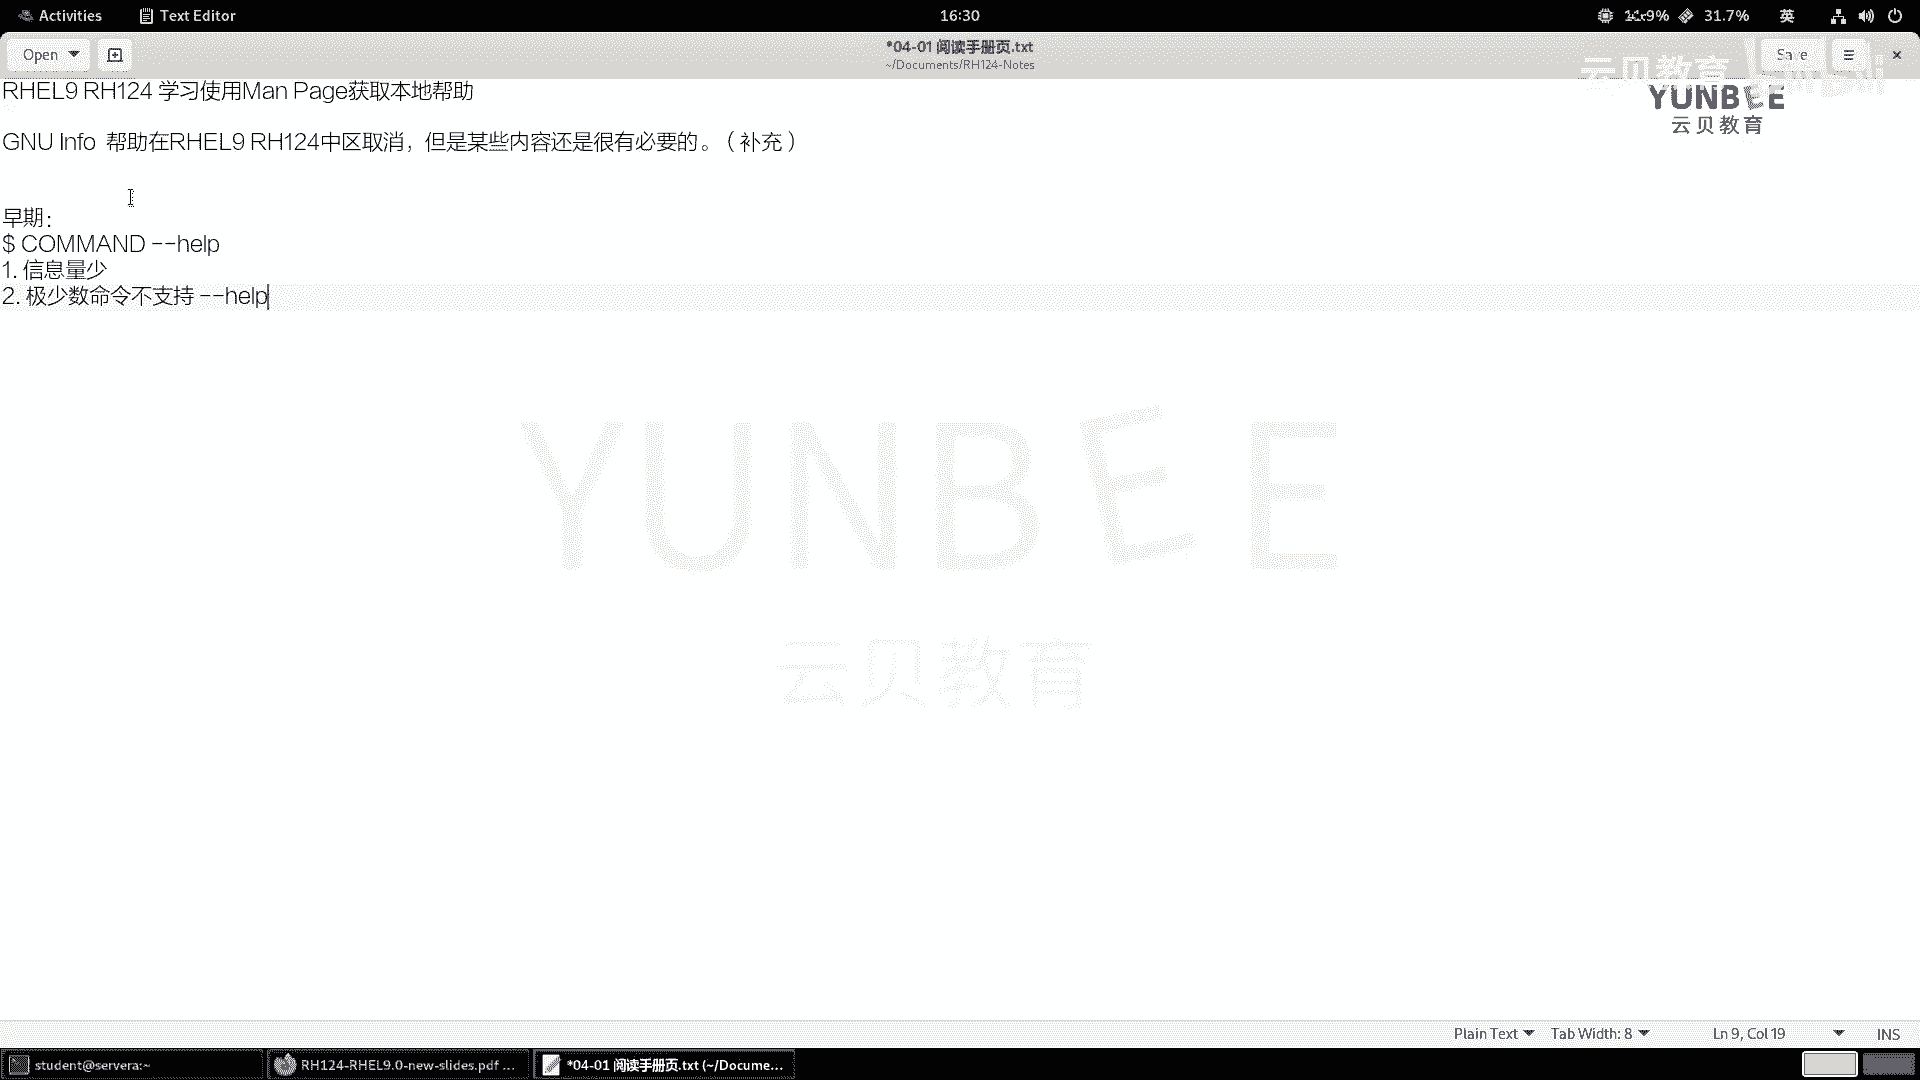 Activities
Text Editor
16:30
31.7%
英
Open
*04-01 阅读手册页.txt
~/Documents/RH124-Notes
Save
云贝教育
YUNBEE
云贝教育
RHEL9 RH124 学习使用Man Page获取本地帮助
GNU Info 帮助在RHEL9 RH124中区取消，但是某些内容还是很有必要的。（补充）
早期：
$ COMMAND --help
1. 信息量少
2. 极少数命令不支持 --help
YUNBEE
云贝教育
Plain Text
Tab Width: 8
Ln 9, Col 19
INS
student@servera:~
RH124-RHEL9.0-new-slides.pdf ...
*04-01 阅读手册页.txt (~/Docume...